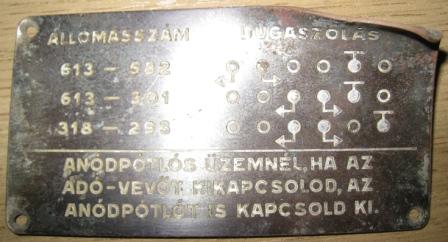 ÁLLOMÁSSZÁM DUGASZOLÁS
613 – 582
613 – 301
318 – 293
ANÓDPÓTLÓS ÜZEMNÉL, HA AZ
ADÓ-VEVŐT KIKAPCSOLOD, AZ
ANÓDPÓTLÓT IS KAPCSOLD KI.